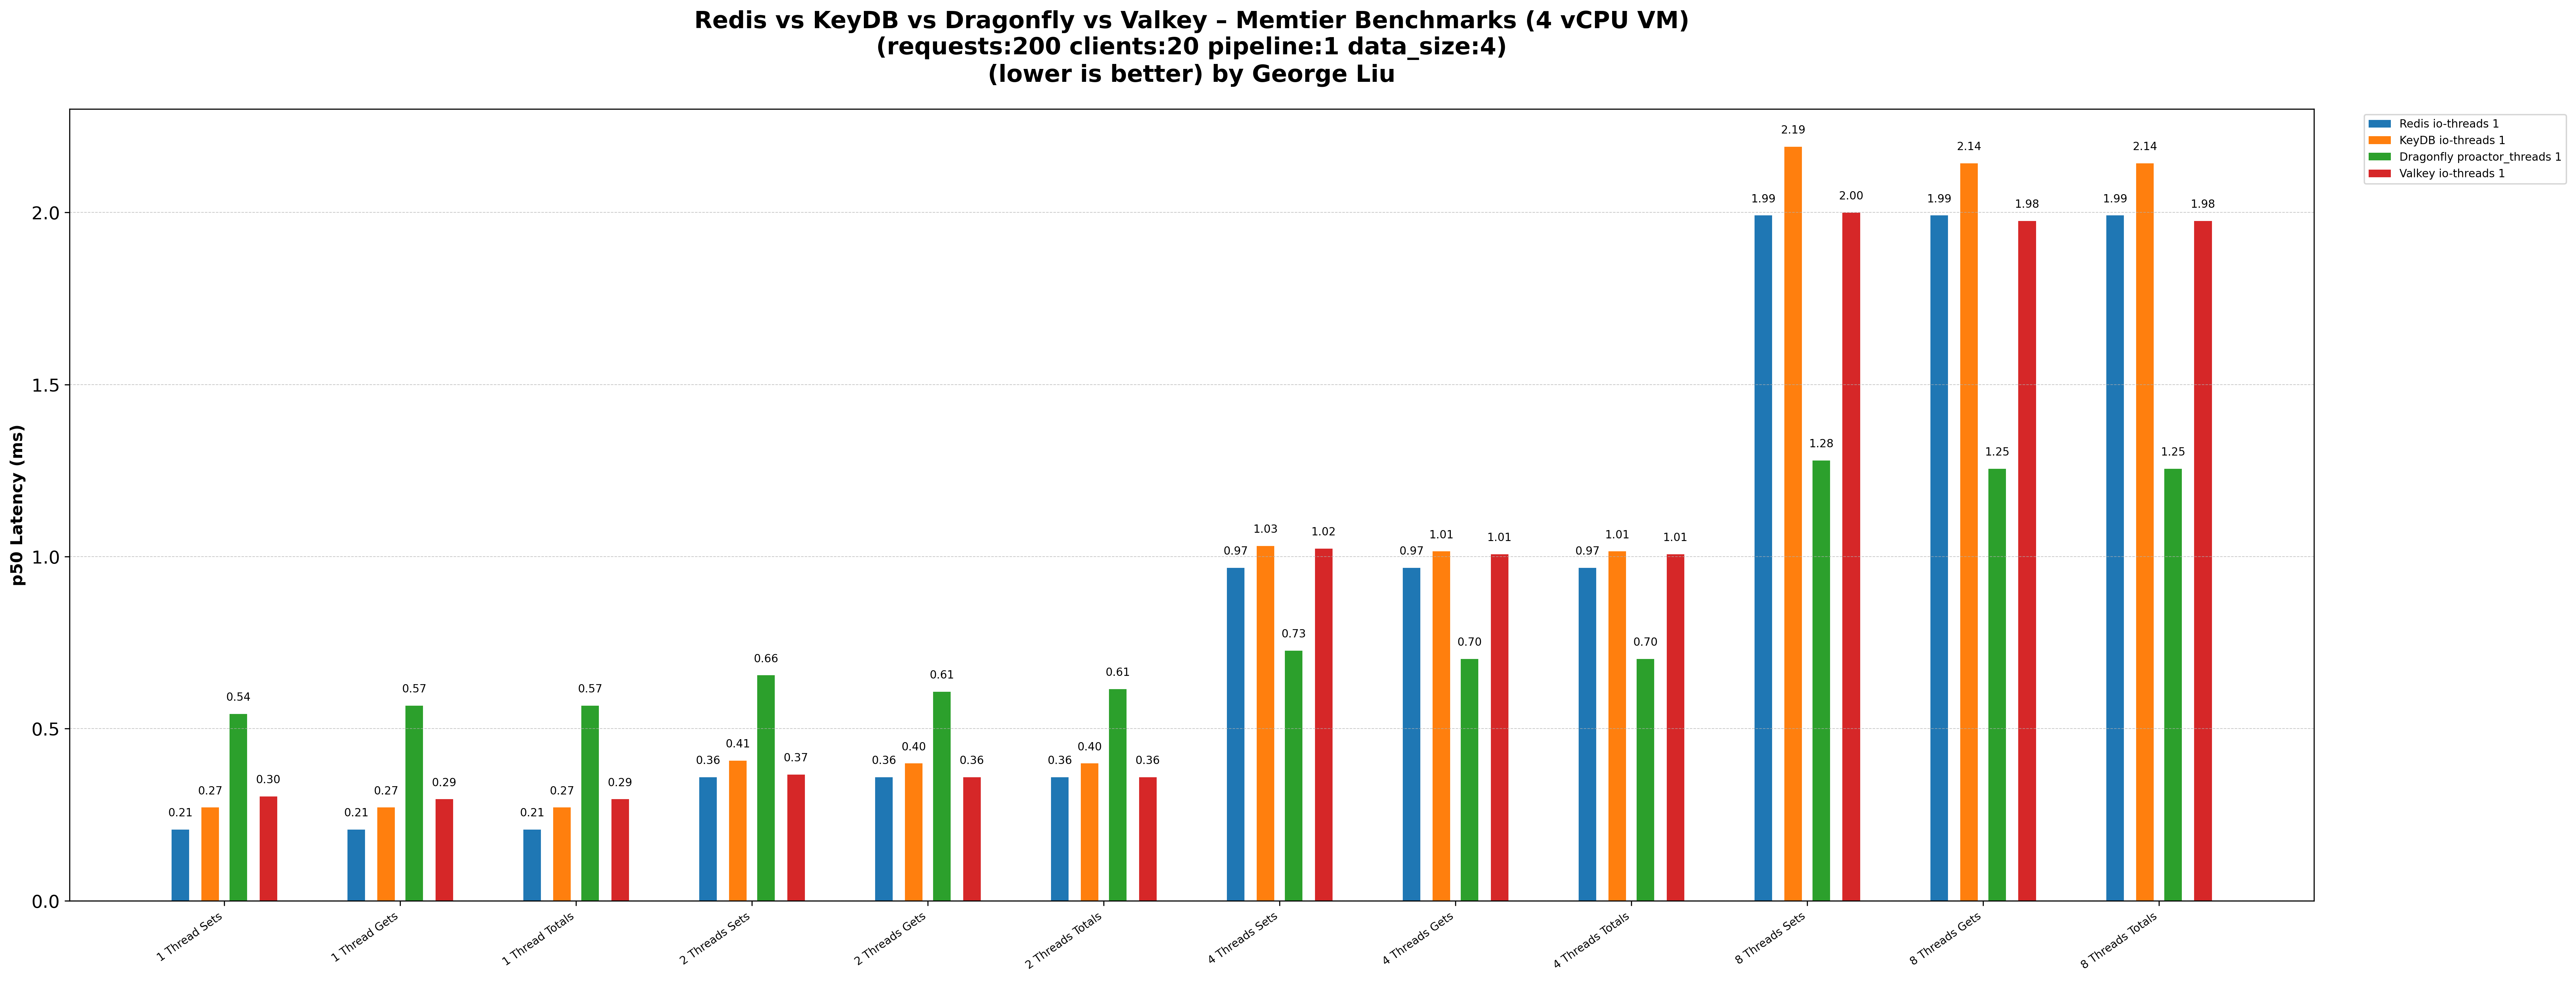 Redis vs KeyDB vs Dragonfly vs Valkey – Memtier Benchmarks (4 vCPU VM)
(requests:200 clients:20 pipeline:1 data_size:4)
(lower is better) by George Liu
Redis io-threads 1
KeyDB io-threads 1
Dragonfly proactor_threads 1
Valkey io-threads 1
p50 Latency (ms)
2.0
1.5
1.0
0.5
0.0
0.21 0.27 0.54 0.30
0.21 0.27 0.57 0.29
0.21 0.27 0.57 0.29
0.36 0.41 0.66 0.37
0.36 0.40 0.61 0.36
0.36 0.40 0.61 0.36
0.97 1.03 0.73 1.02
0.97 1.01 0.70 1.01
0.97 1.01 0.70 1.01
1.99 2.19 1.28 2.00
1.99 2.14 1.25 1.98
1.99 2.14 1.25 1.98
1 Thread Sets
1 Thread Gets
1 Thread Totals
2 Threads Sets
2 Threads Gets
2 Threads Totals
4 Threads Sets
4 Threads Gets
4 Threads Totals
8 Threads Sets
8 Threads Gets
8 Threads Totals